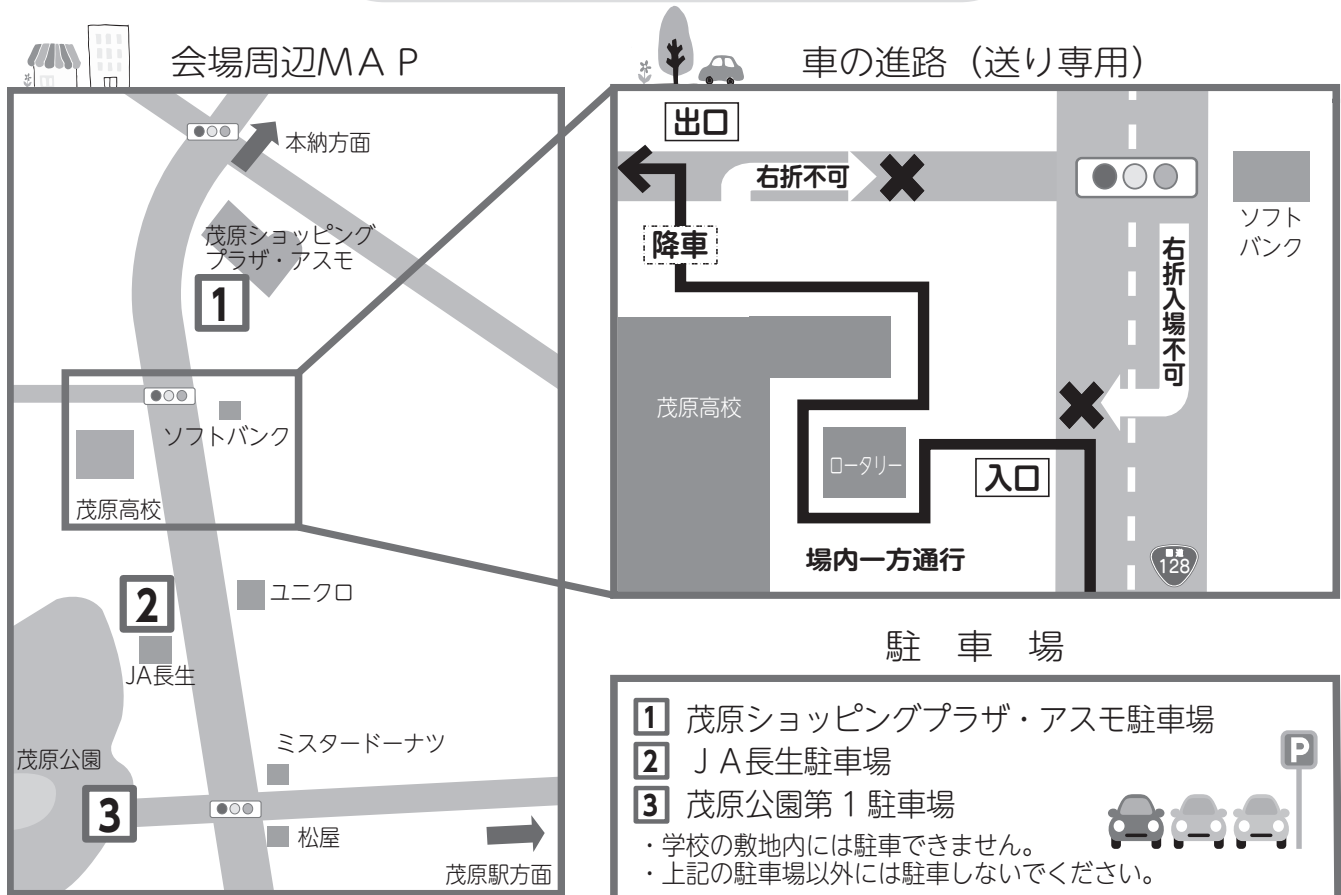 会場周辺MAP
本納方面
茂原ショッピング
プラザ・アスモ
1
ソフトバンク
茂原高校
2
ユニクロ
JA長生
ミスタードーナツ
茂原公園
3
松屋
茂原駅方面
車の進路（送り専用）
出口
右折不可
降車
ソフト
バンク
右折入場不可
茂原高校
ロータリー
入口
場内一方通行
国道
128
駐車場
1 茂原ショッピングプラザ・アスモ駐車場
2 ＪＡ長生駐車場
3 茂原公園第１駐車場
・学校の敷地内には駐車できません。
・上記の駐車場以外には駐車しないでください。
P